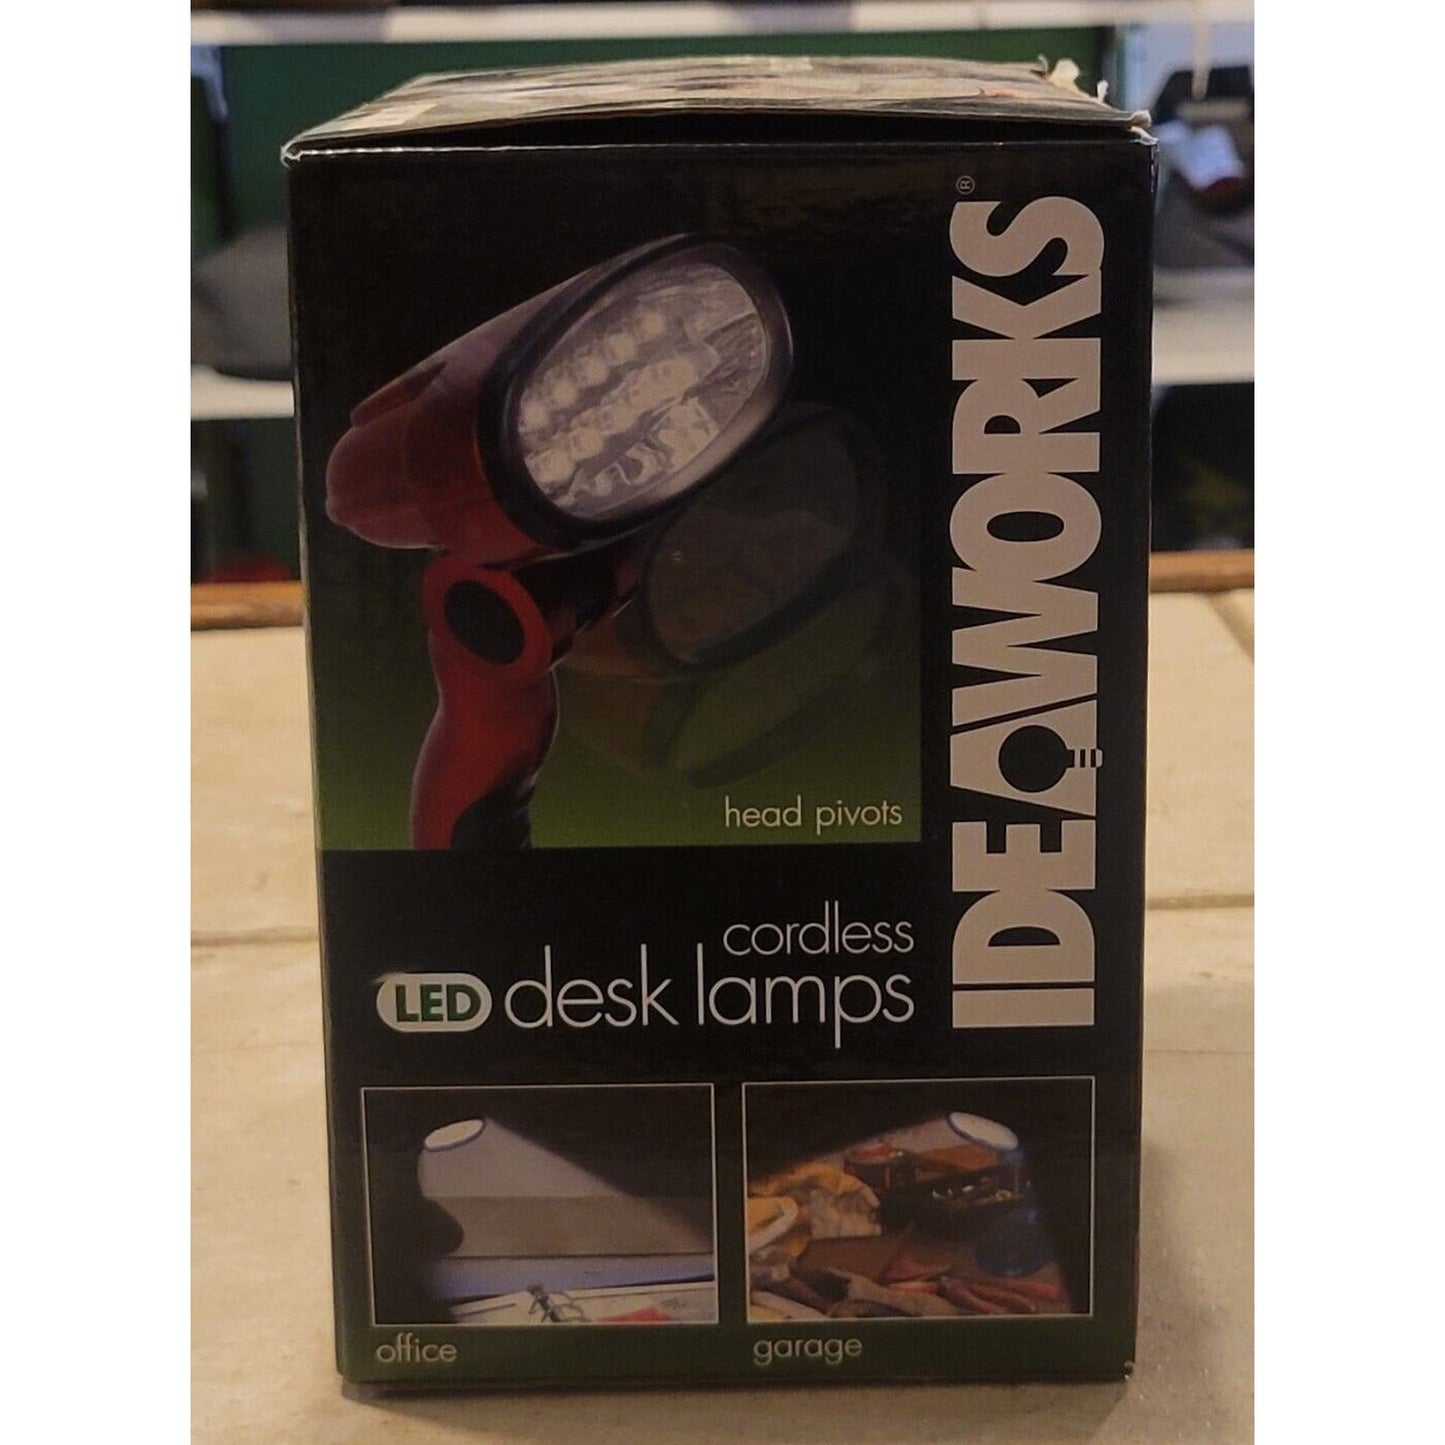 IDEAWORKS®
head pivots
cordless
LED desk lamps
office
garage